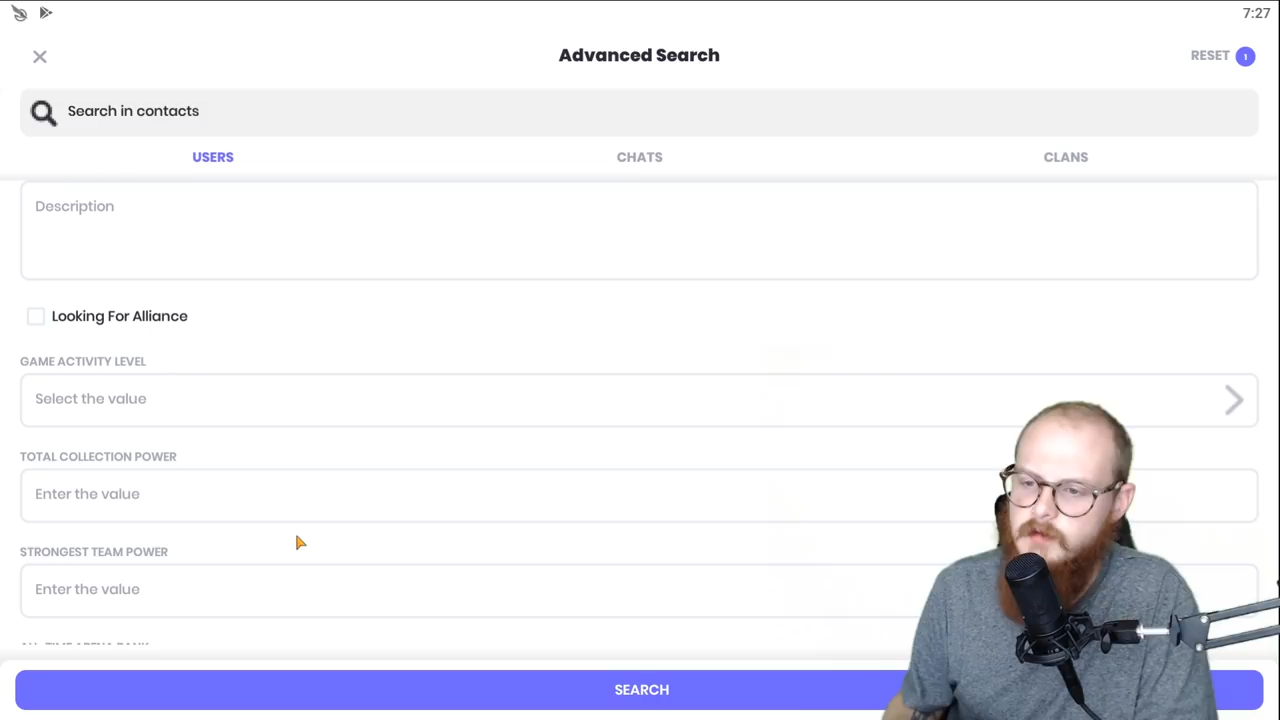 7:27
Advanced Search
RESET 1
Search in contacts
USERS CHATS CLANS
Description
Looking For Alliance
GAME ACTIVITY LEVEL
Select the value
TOTAL COLLECTION POWER
Enter the value
STRONGEST TEAM POWER
Enter the value
SEARCH